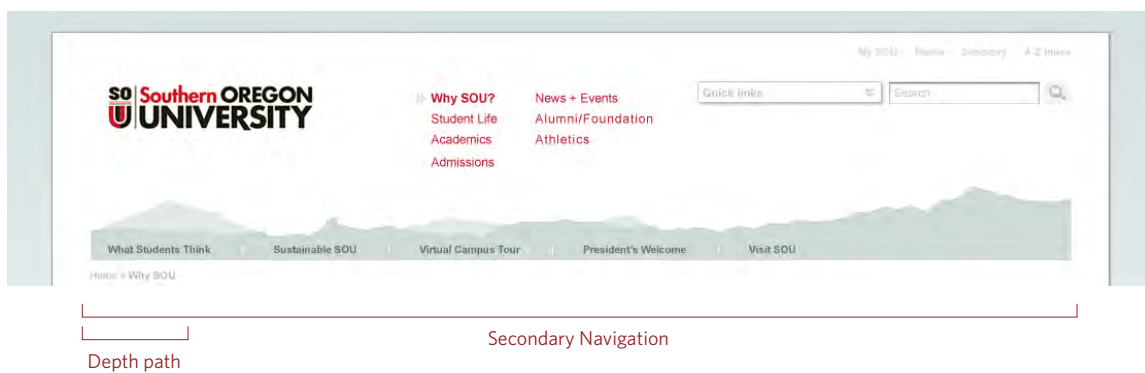 My SOU Media Directory A-Z Index
SO U Southern OREGON
UNIVERSITY
Why SOU?
Student Life
Academics
Admissions
News + Events
Alumni/Foundation
Athletics
Quick links
Search
What Students Think Sustainable SOU Virtual Campus Tour President's Welcome Visit SOU
Home » Why SOU
Secondary Navigation
Depth path